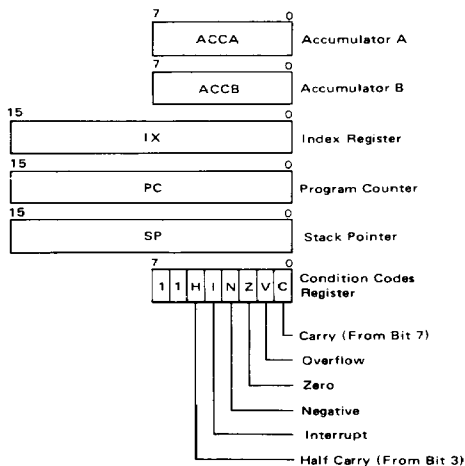 7 0
ACCA Accumulator A
7 0
ACCB Accumulator B
15 0
IX Index Register
15 0
PC Program Counter
15 0
SP Stack Pointer
7 0
1 1 H I N Z V C Condition Codes
Register
Carry (From Bit 7)
Overflow
Zero
Negative
Interrupt
Half Carry (From Bit 3)